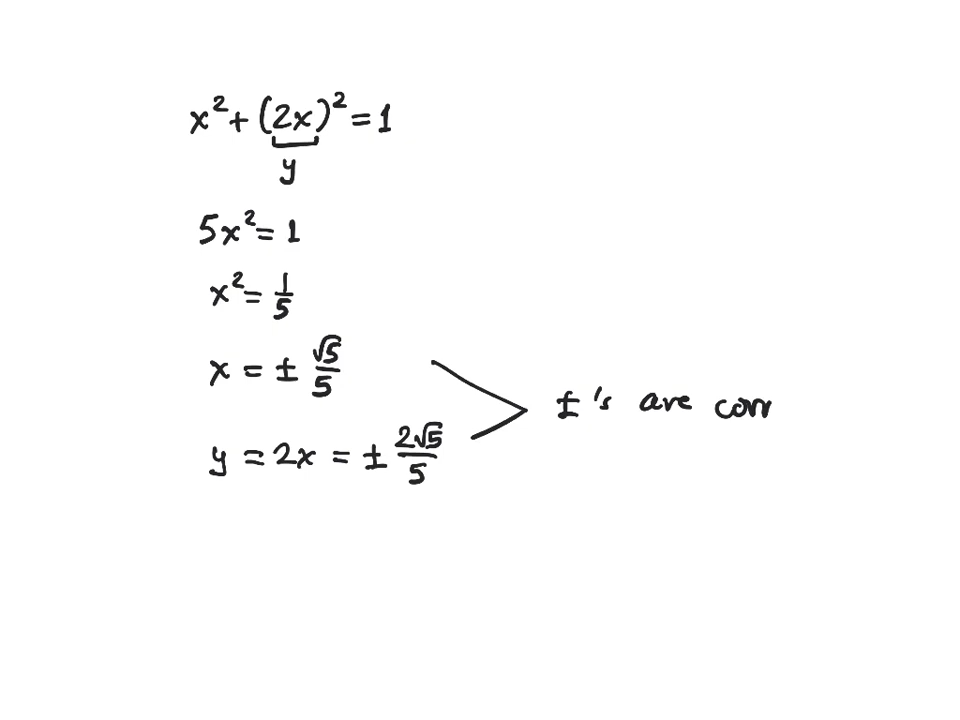 x² + (2x)² = 1
y
5x² = 1
x² = 1/5
x = ± √5/5
y = 2x = ± 2√5/5
±'s are corr